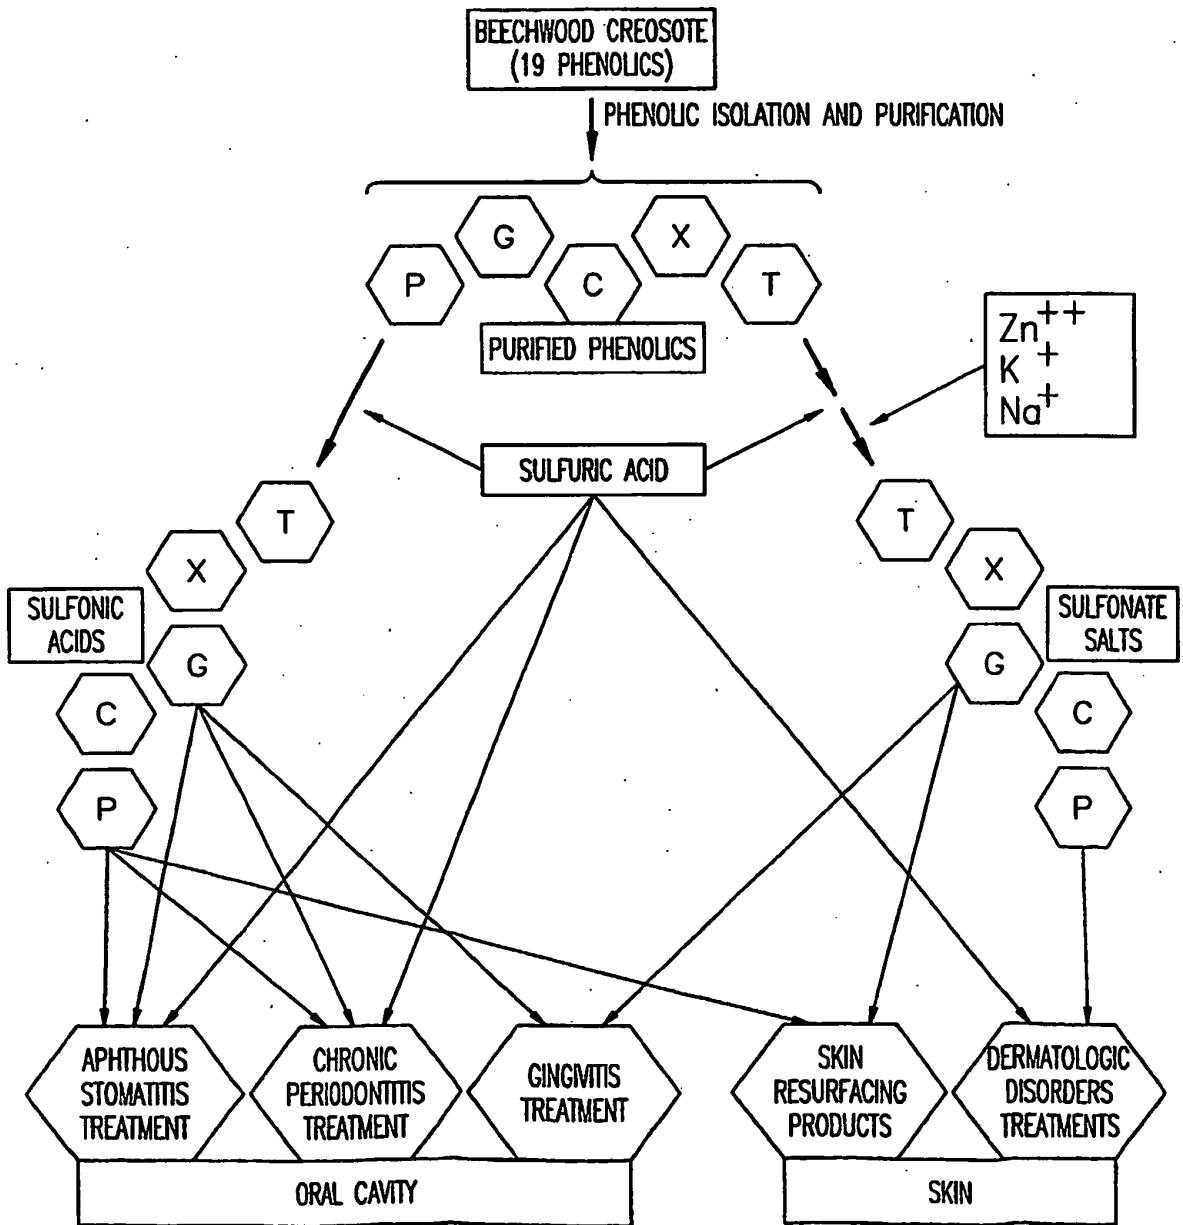 BEECHWOOD CREOSOTE
(19 PHENOLICS)
PHENOLIC ISOLATION AND PURIFICATION
P
G
C
X
T
PURIFIED PHENOLICS
Zn++
K+
Na+
SULFURIC ACID
T
X
G
C
P
SULFONIC
ACIDS
T
X
G
C
P
SULFONATE
SALTS
APHTHOUS
STOMATITIS
TREATMENT
CHRONIC
PERIODONTITIS
TREATMENT
GINGIVITIS
TREATMENT
SKIN
RESURFACING
PRODUCTS
DERMATOLOGIC
DISORDERS
TREATMENTS
ORAL CAVITY
SKIN